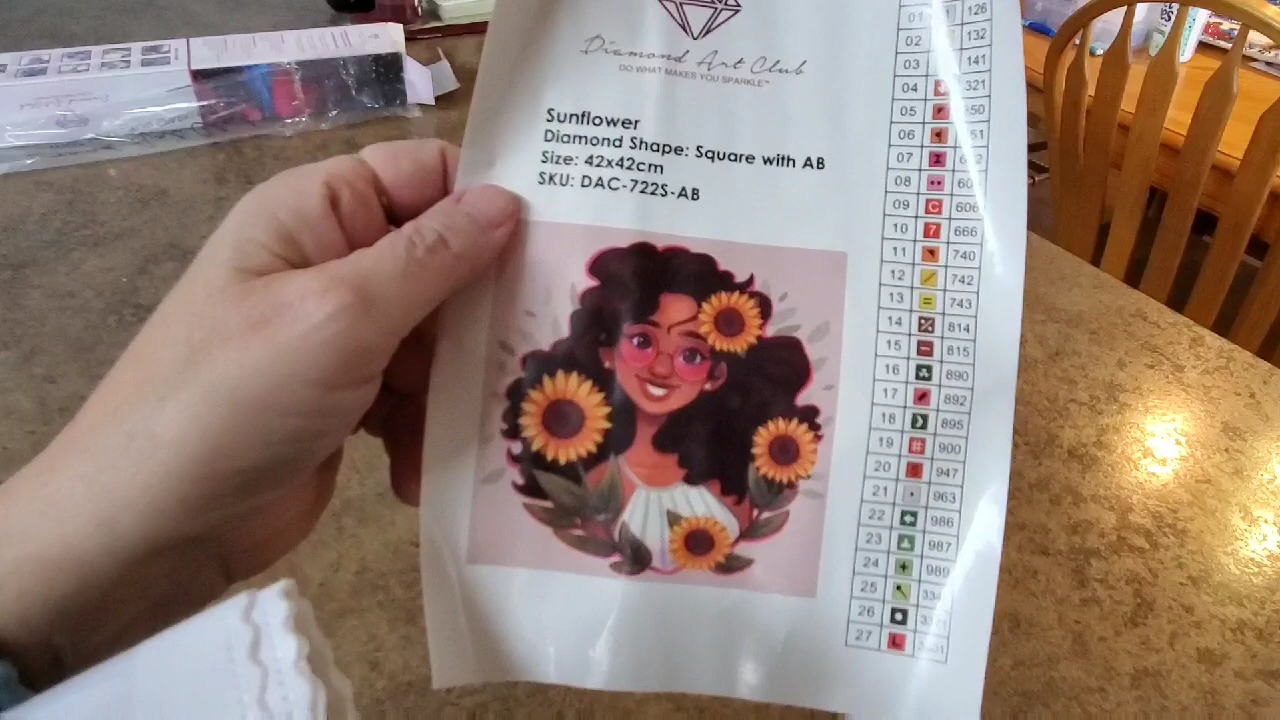 Diamond Art Club
DO WHAT MAKES YOU SPARKLE™
Sunflower
Diamond Shape: Square with AB
Size: 42x42cm
SKU: DAC-722S-AB
01 126
02 132
03 141
04 321
05
06
07
08
09 C 606
10 7 666
11 740
12 742
13 = 743
14 814
15 815
16 890
17 892
18 895
19 # 900
20 S 947
21 963
22 986
23 987
24 + 989
25
26
27 L